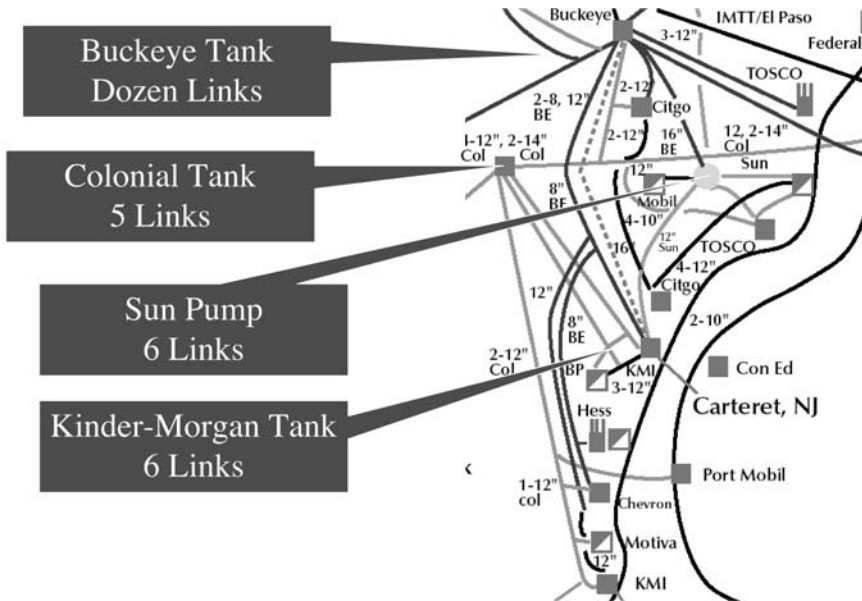 Buckeye Tank
Dozen Links
Colonial Tank
5 Links
Sun Pump
6 Links
Kinder-Morgan Tank
6 Links
Buckeye
IMTT/El Paso
3-12"
Federal
TOSCO
2-12"
2-8, 12"
BE
Citgo
2-12"
16"
BE
12, 2-14"
Col
1-12", 2-14"
Col
Col
Sun
12"
Mobil
8"
BE
4-10"
12"
Sun
TOSCO
16"
4-12"
Citgo
12"
8"
BE
2-10"
2-12"
Col
BP
KMI
3-12"
Con Ed
Carteret, NJ
Hess
1-12"
col
Port Mobil
Chevron
Motiva
12"
KMI